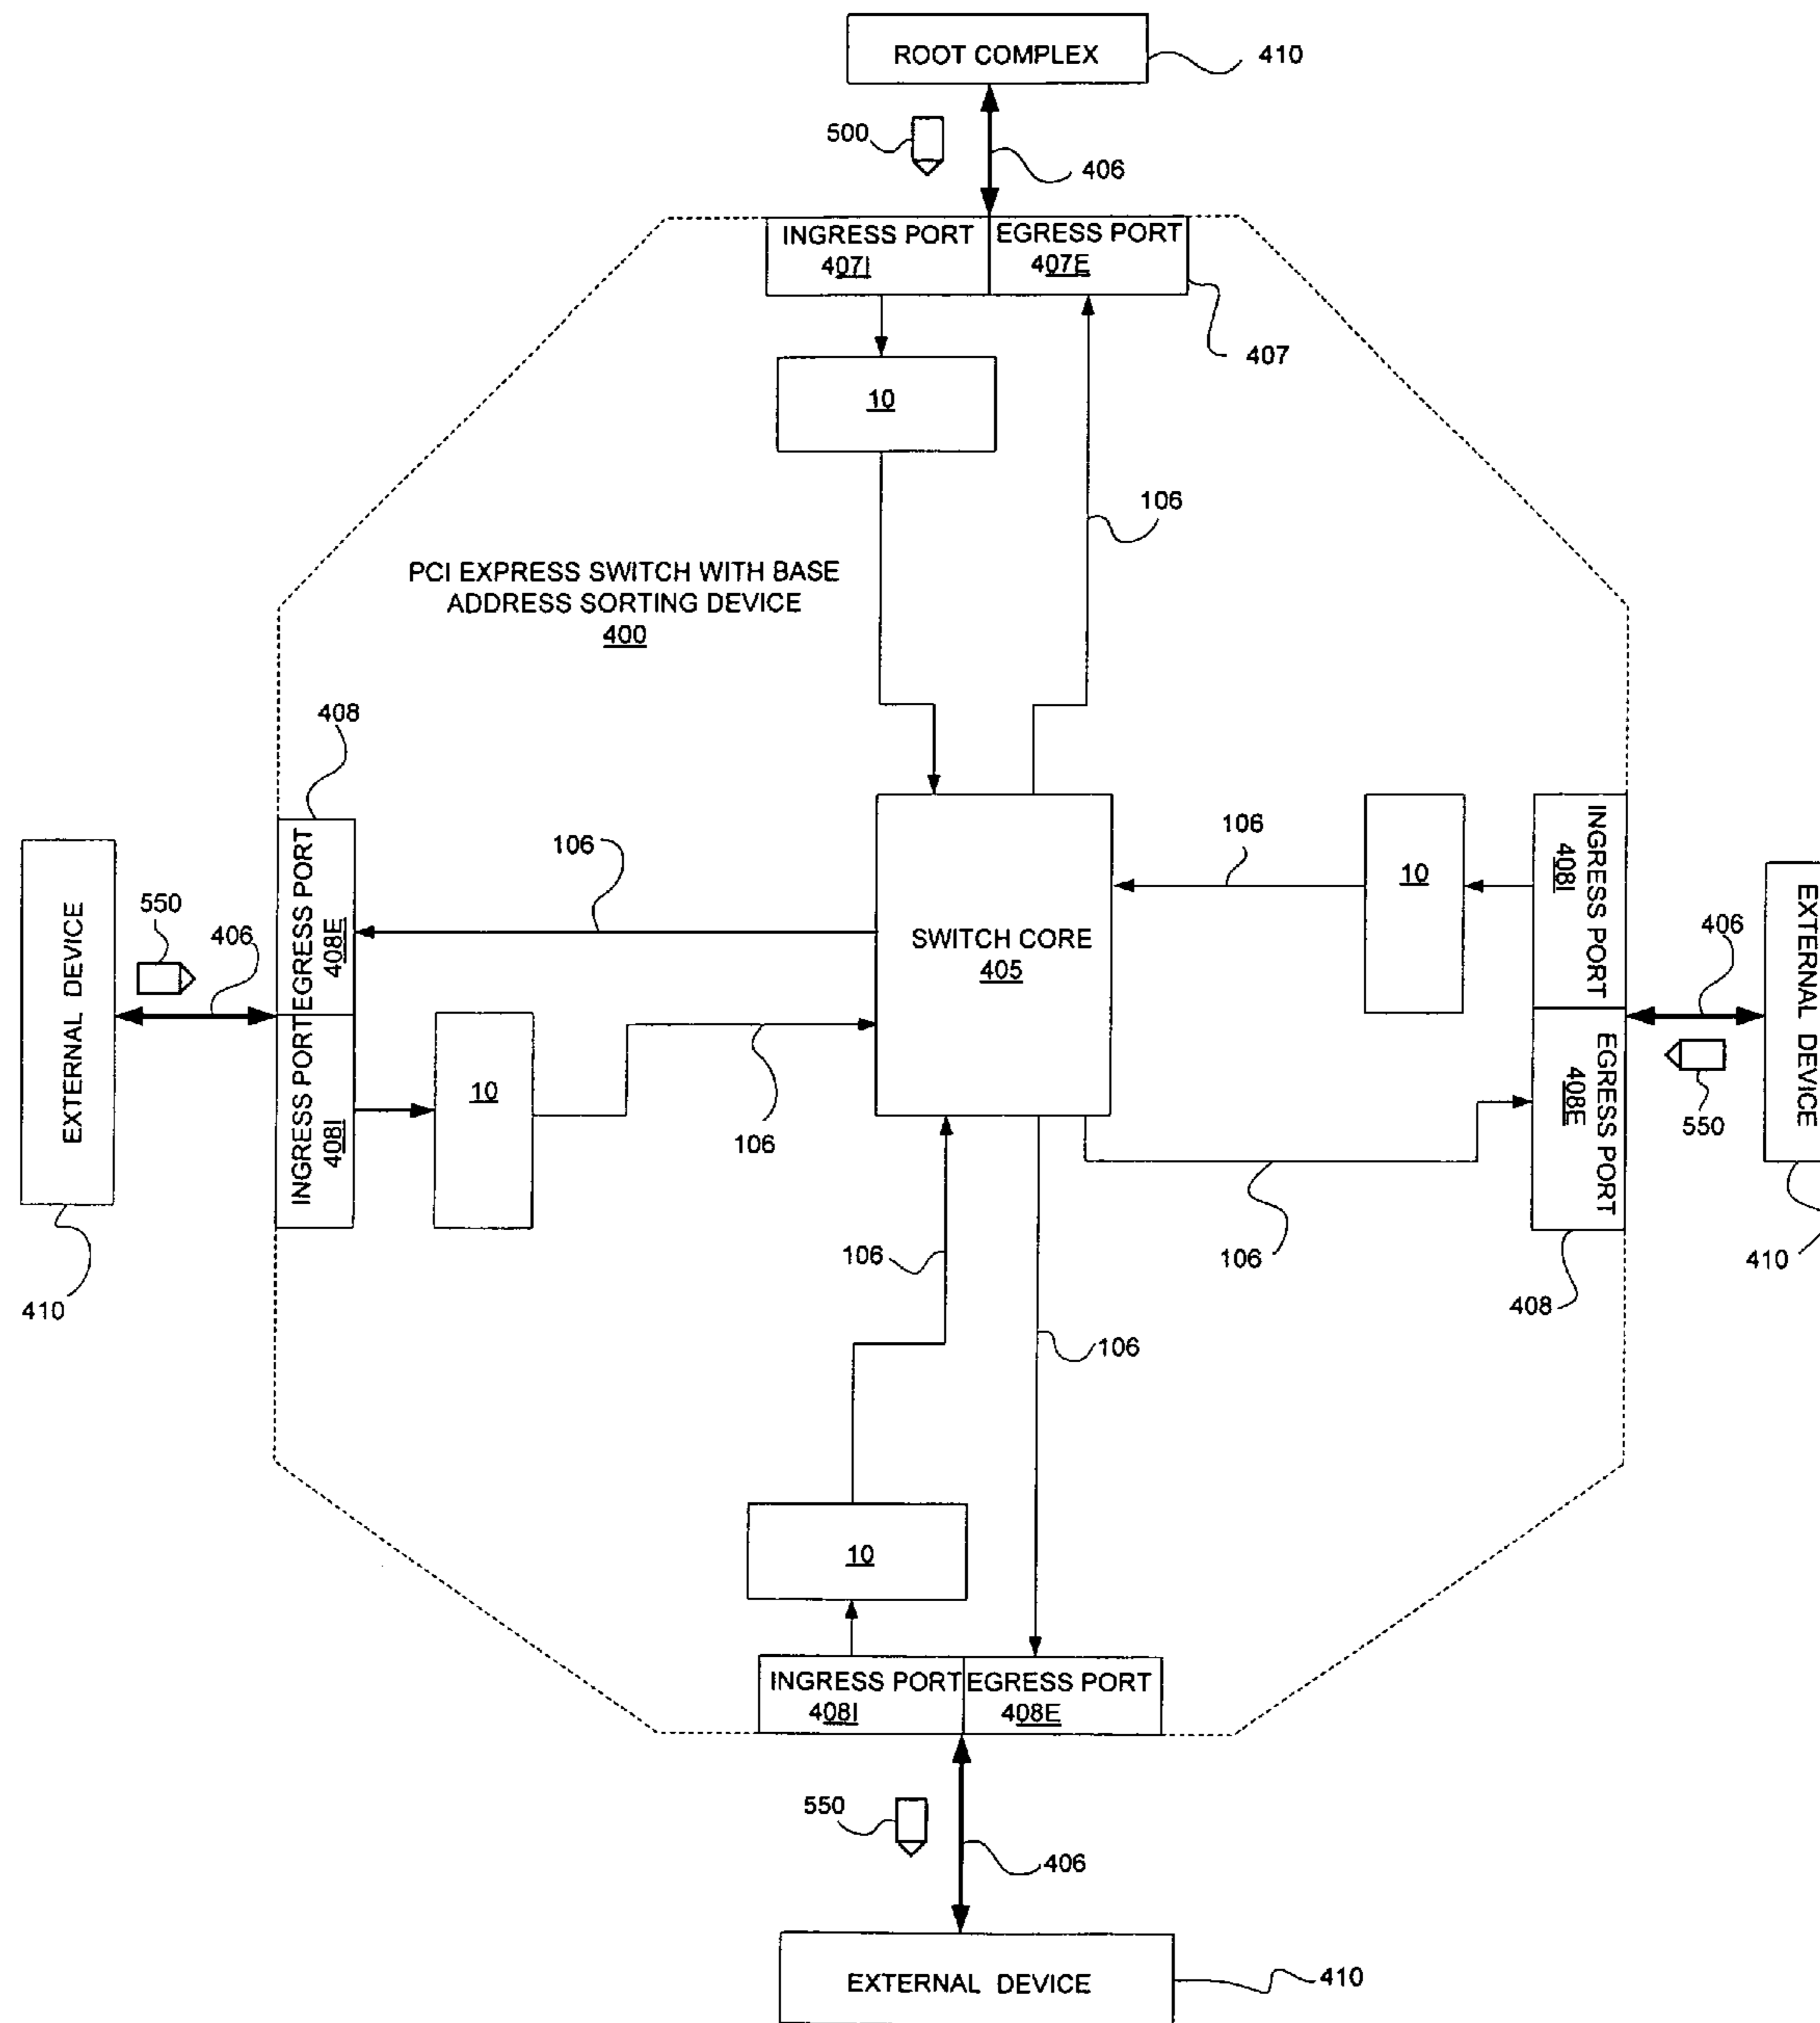 ROOT COMPLEX
410
500
406
INGRESS PORT
407I
EGRESS PORT
407E
407
10
106
PCI EXPRESS SWITCH WITH BASE
ADDRESS SORTING DEVICE
400
408
EXTERNAL DEVICE
410
550
406
EGRESS PORT
408E
INGRESS PORT
408I
106
10
106
SWITCH CORE
405
106
10
INGRESS PORT
408I
EGRESS PORT
408E
406
550
EXTERNAL DEVICE
410
106
408
106
106
10
INGRESS PORT
408I
EGRESS PORT
408E
550
406
EXTERNAL DEVICE
410